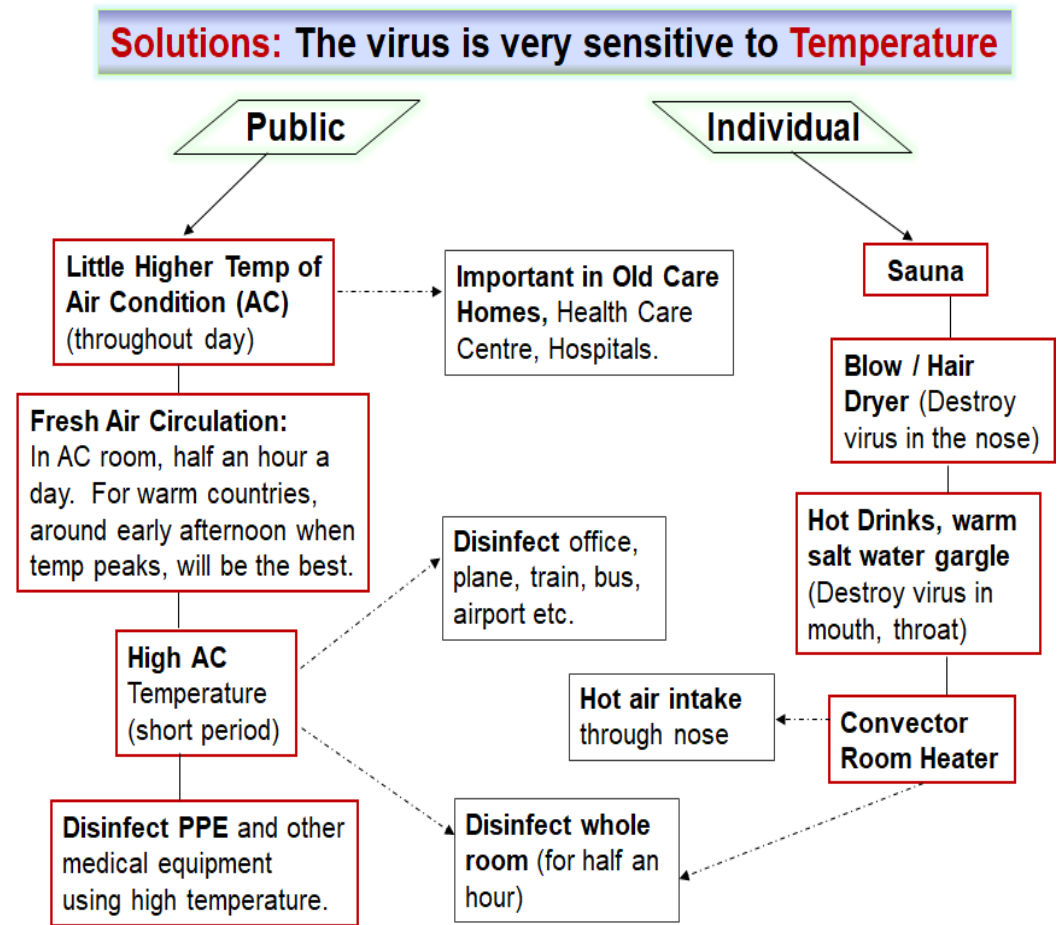 Solutions: The virus is very sensitive to Temperature
Public
Individual
Little Higher Temp of
Air Condition (AC)
(throughout day)
Important in Old Care
Homes, Health Care
Centre, Hospitals.
Fresh Air Circulation:
In AC room, half an hour a
day. For warm countries,
around early afternoon when
temp peaks, will be the best.
Disinfect office,
plane, train, bus,
airport etc.
High AC
Temperature
(short period)
Disinfect PPE and other
medical equipment
using high temperature.
Disinfect whole
room (for half an
hour)
Sauna
Blow / Hair
Dryer (Destroy
virus in the nose)
Hot Drinks, warm
salt water gargle
(Destroy virus in
mouth, throat)
Hot air intake
through nose
Convector
Room Heater